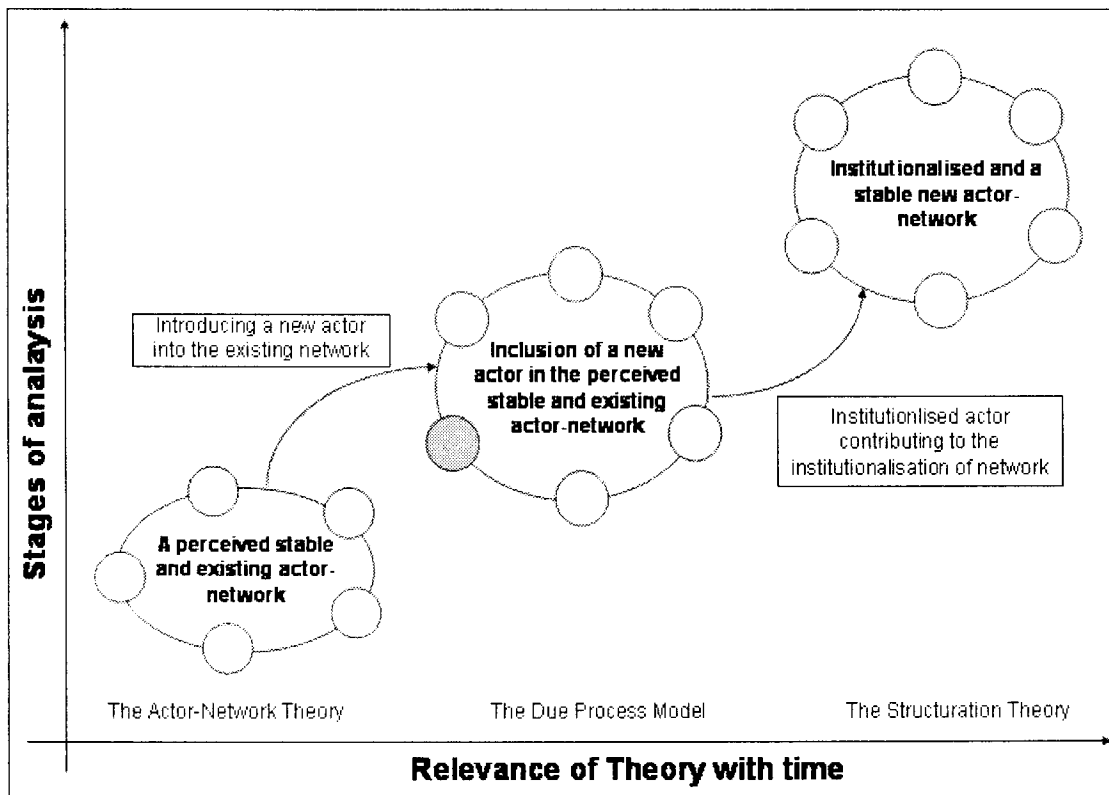 Stages of analaysis
Institutionalised and a
stable new actor-
network
Introducing a new actor
into the existing network
Inclusion of a new
actor in the perceived
stable and existing
actor-network
Institutionlised actor
contributing to the
institutionalisation of network
A perceived stable
and existing actor-
network
The Actor-Network Theory
The Due Process Model
The Structuration Theory
Relevance of Theory with time